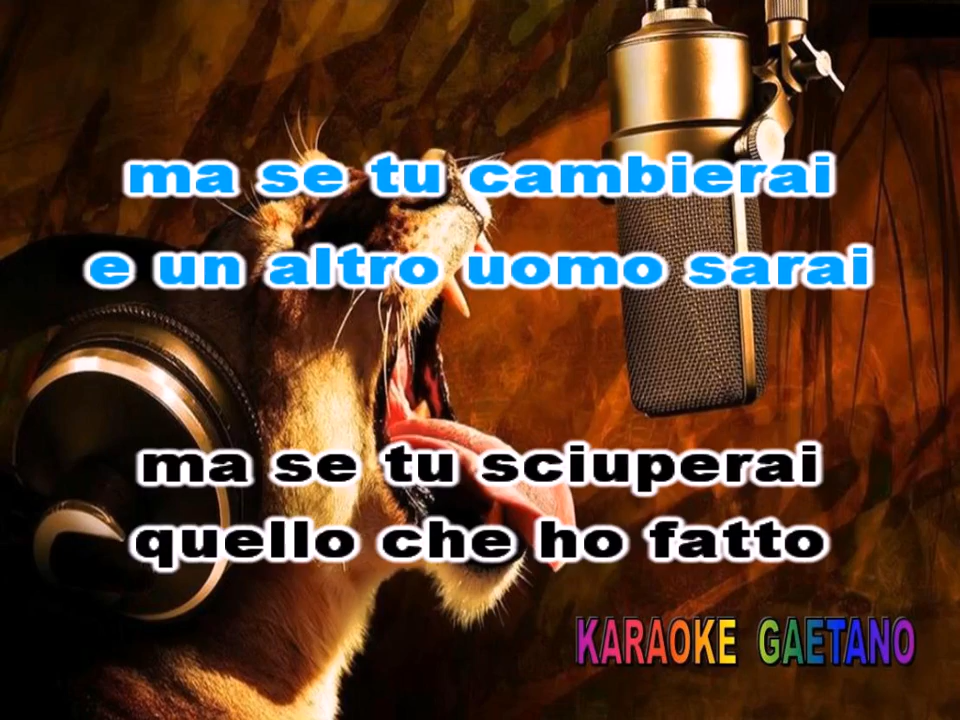 ma se tu cambierai
e un altro uomo sarai
ma se tu sciuperai
quello che ho fatto
KARAOKE GAETANO